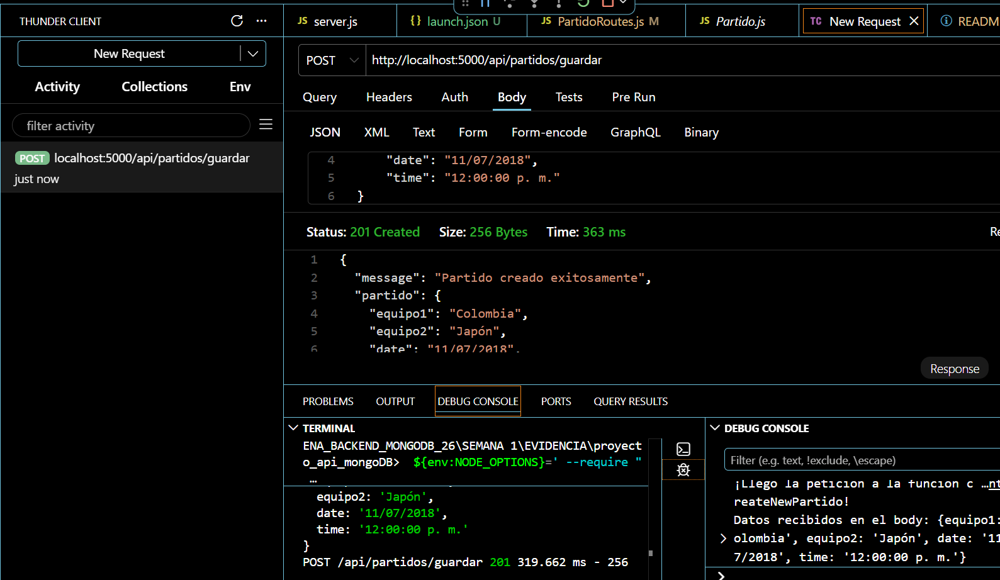 THUNDER CLIENT
New Request
Activity Collections Env
filter activity
POST localhost:5000/api/partidos/guardar
just now
JS server.js
{} launch.json U
JS PartidoRoutes.js M
JS Partido.js
TC New Request
README
POST http://localhost:5000/api/partidos/guardar
Query Headers Auth Body Tests Pre Run
JSON XML Text Form Form-encode GraphQL Binary
4 "date": "11/07/2018",
5 "time": "12:00:00 p. m."
6 }
Status: 201 Created Size: 256 Bytes Time: 363 ms
1 {
2 "message": "Partido creado exitosamente",
3 "partido": {
4 "equipo1": "Colombia",
5 "equipo2": "Japón",
6 "date": "11/07/2018",
Response
PROBLEMS OUTPUT DEBUG CONSOLE PORTS QUERY RESULTS
TERMINAL
ENA_BACKEND_MONGODB_26\SEMANA 1\EVIDENCIA\proyect
o_api_mongoDB> ${env:NODE_OPTIONS}=' --require "
…
equipo2: 'Japón',
date: '11/07/2018',
time: '12:00:00 p. m.'
}
POST /api/partidos/guardar 201 319.662 ms - 256
DEBUG CONSOLE
Filter (e.g. text, !exclude, \escape)
¡Llego la peticion a la funcion c …nt
reateNewPartido!
Datos recibidos en el body: {equipo1:
olombia', equipo2: 'Japón', date: '11
7/2018', time: '12:00:00 p. m.'}